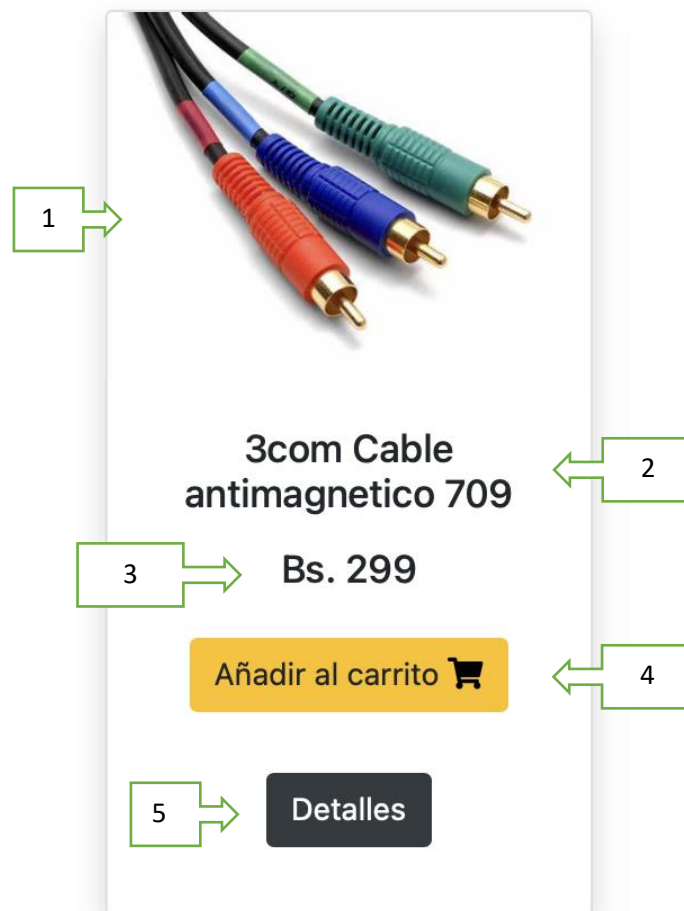 1
3com Cable
antimagnetico 709
2
3
Bs. 299
Añadir al carrito
4
5
Detalles